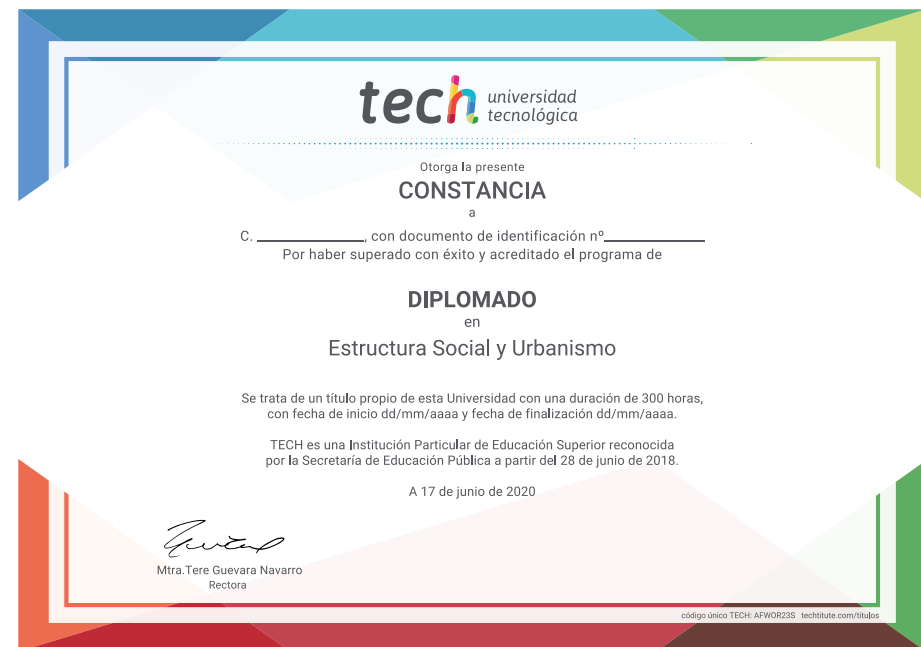 tech universidad
tecnológica
Otorga la presente
CONSTANCIA
a
C. ____________, con documento de identificación nº____________
Por haber superado con éxito y acreditado el programa de
DIPLOMADO
en
Estructura Social y Urbanismo
Se trata de un título propio de esta Universidad con una duración de 300 horas,
con fecha de inicio dd/mm/aaaa y fecha de finalización dd/mm/aaaa.
TECH es una Institución Particular de Educación Superior reconocida
por la Secretaría de Educación Pública a partir del 28 de junio de 2018.
A 17 de junio de 2020
Mtra.Tere Guevara Navarro
Rectora
código único TECH: AFWOR23S techtitute.com/titulos